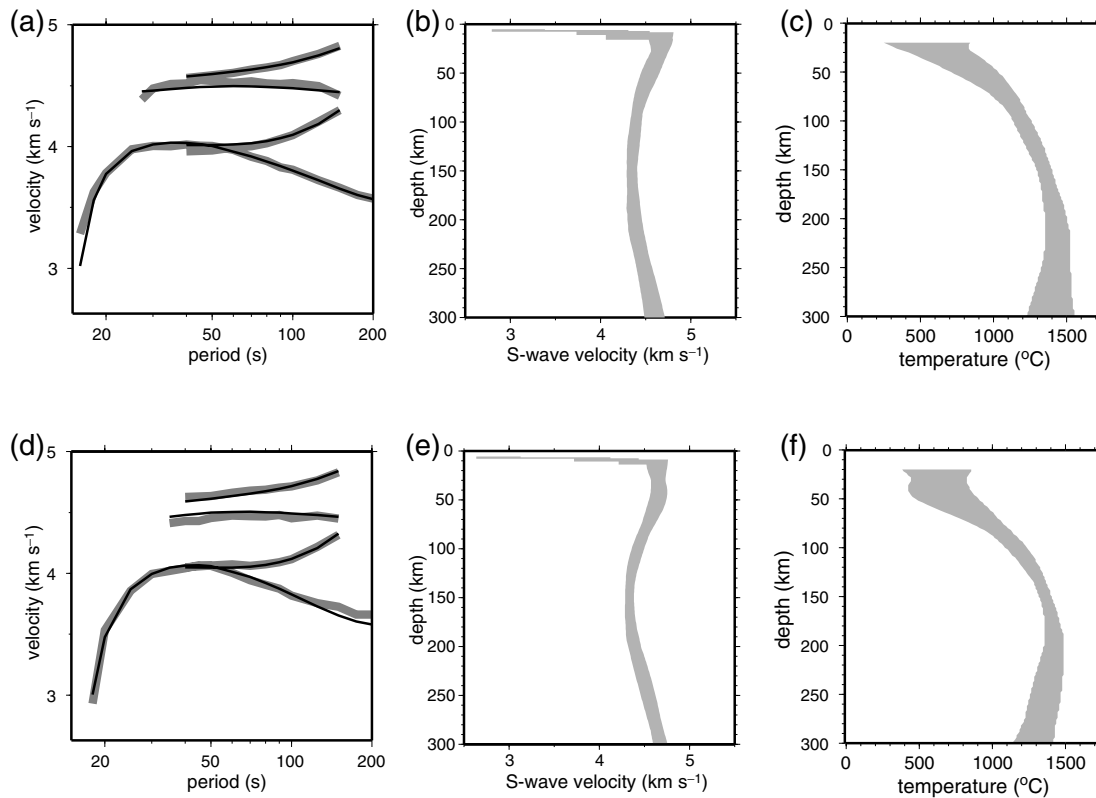 (a)
5
4
3
velocity (km s⁻¹)
20 50 100 200
period (s)
(b)
0
50
100
150
200
250
300
depth (km)
3 4 5
S-wave velocity (km s⁻¹)
(c)
0
50
100
150
200
250
300
depth (km)
0 500 1000 1500
temperature (°C)
(d)
5
4
3
velocity (km s⁻¹)
20 50 100 200
period (s)
(e)
0
50
100
150
200
250
300
depth (km)
3 4 5
S-wave velocity (km s⁻¹)
(f)
0
50
100
150
200
250
300
depth (km)
0 500 1000 1500
temperature (°C)